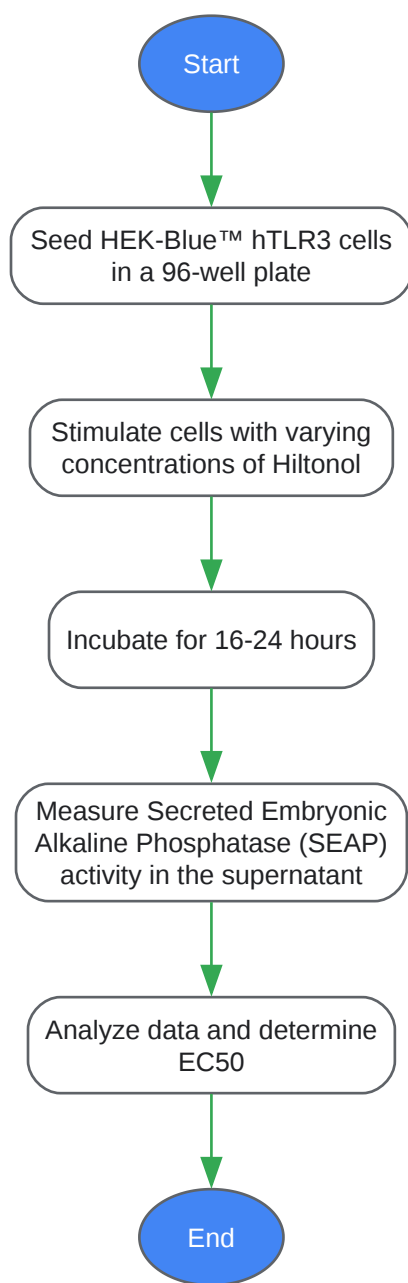 Start
Seed HEK-Blue™ hTLR3 cells
in a 96-well plate
Stimulate cells with varying
concentrations of Hiltonol
Incubate for 16-24 hours
Measure Secreted Embryonic
Alkaline Phosphatase (SEAP)
activity in the supernatant
Analyze data and determine
EC50
End